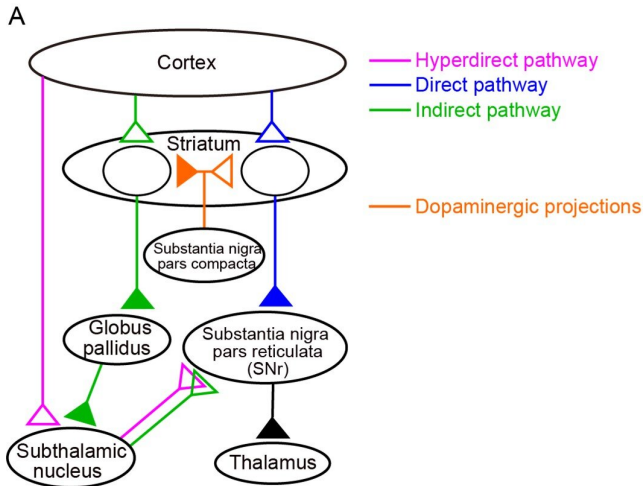 A
Cortex
Hyperdirect pathway
Direct pathway
Indirect pathway
Striatum
Dopaminergic projections
Substantia nigra
pars compacta
Globus
pallidus
Substantia nigra
pars reticulata
(SNr)
Subthalamic
nucleus
Thalamus